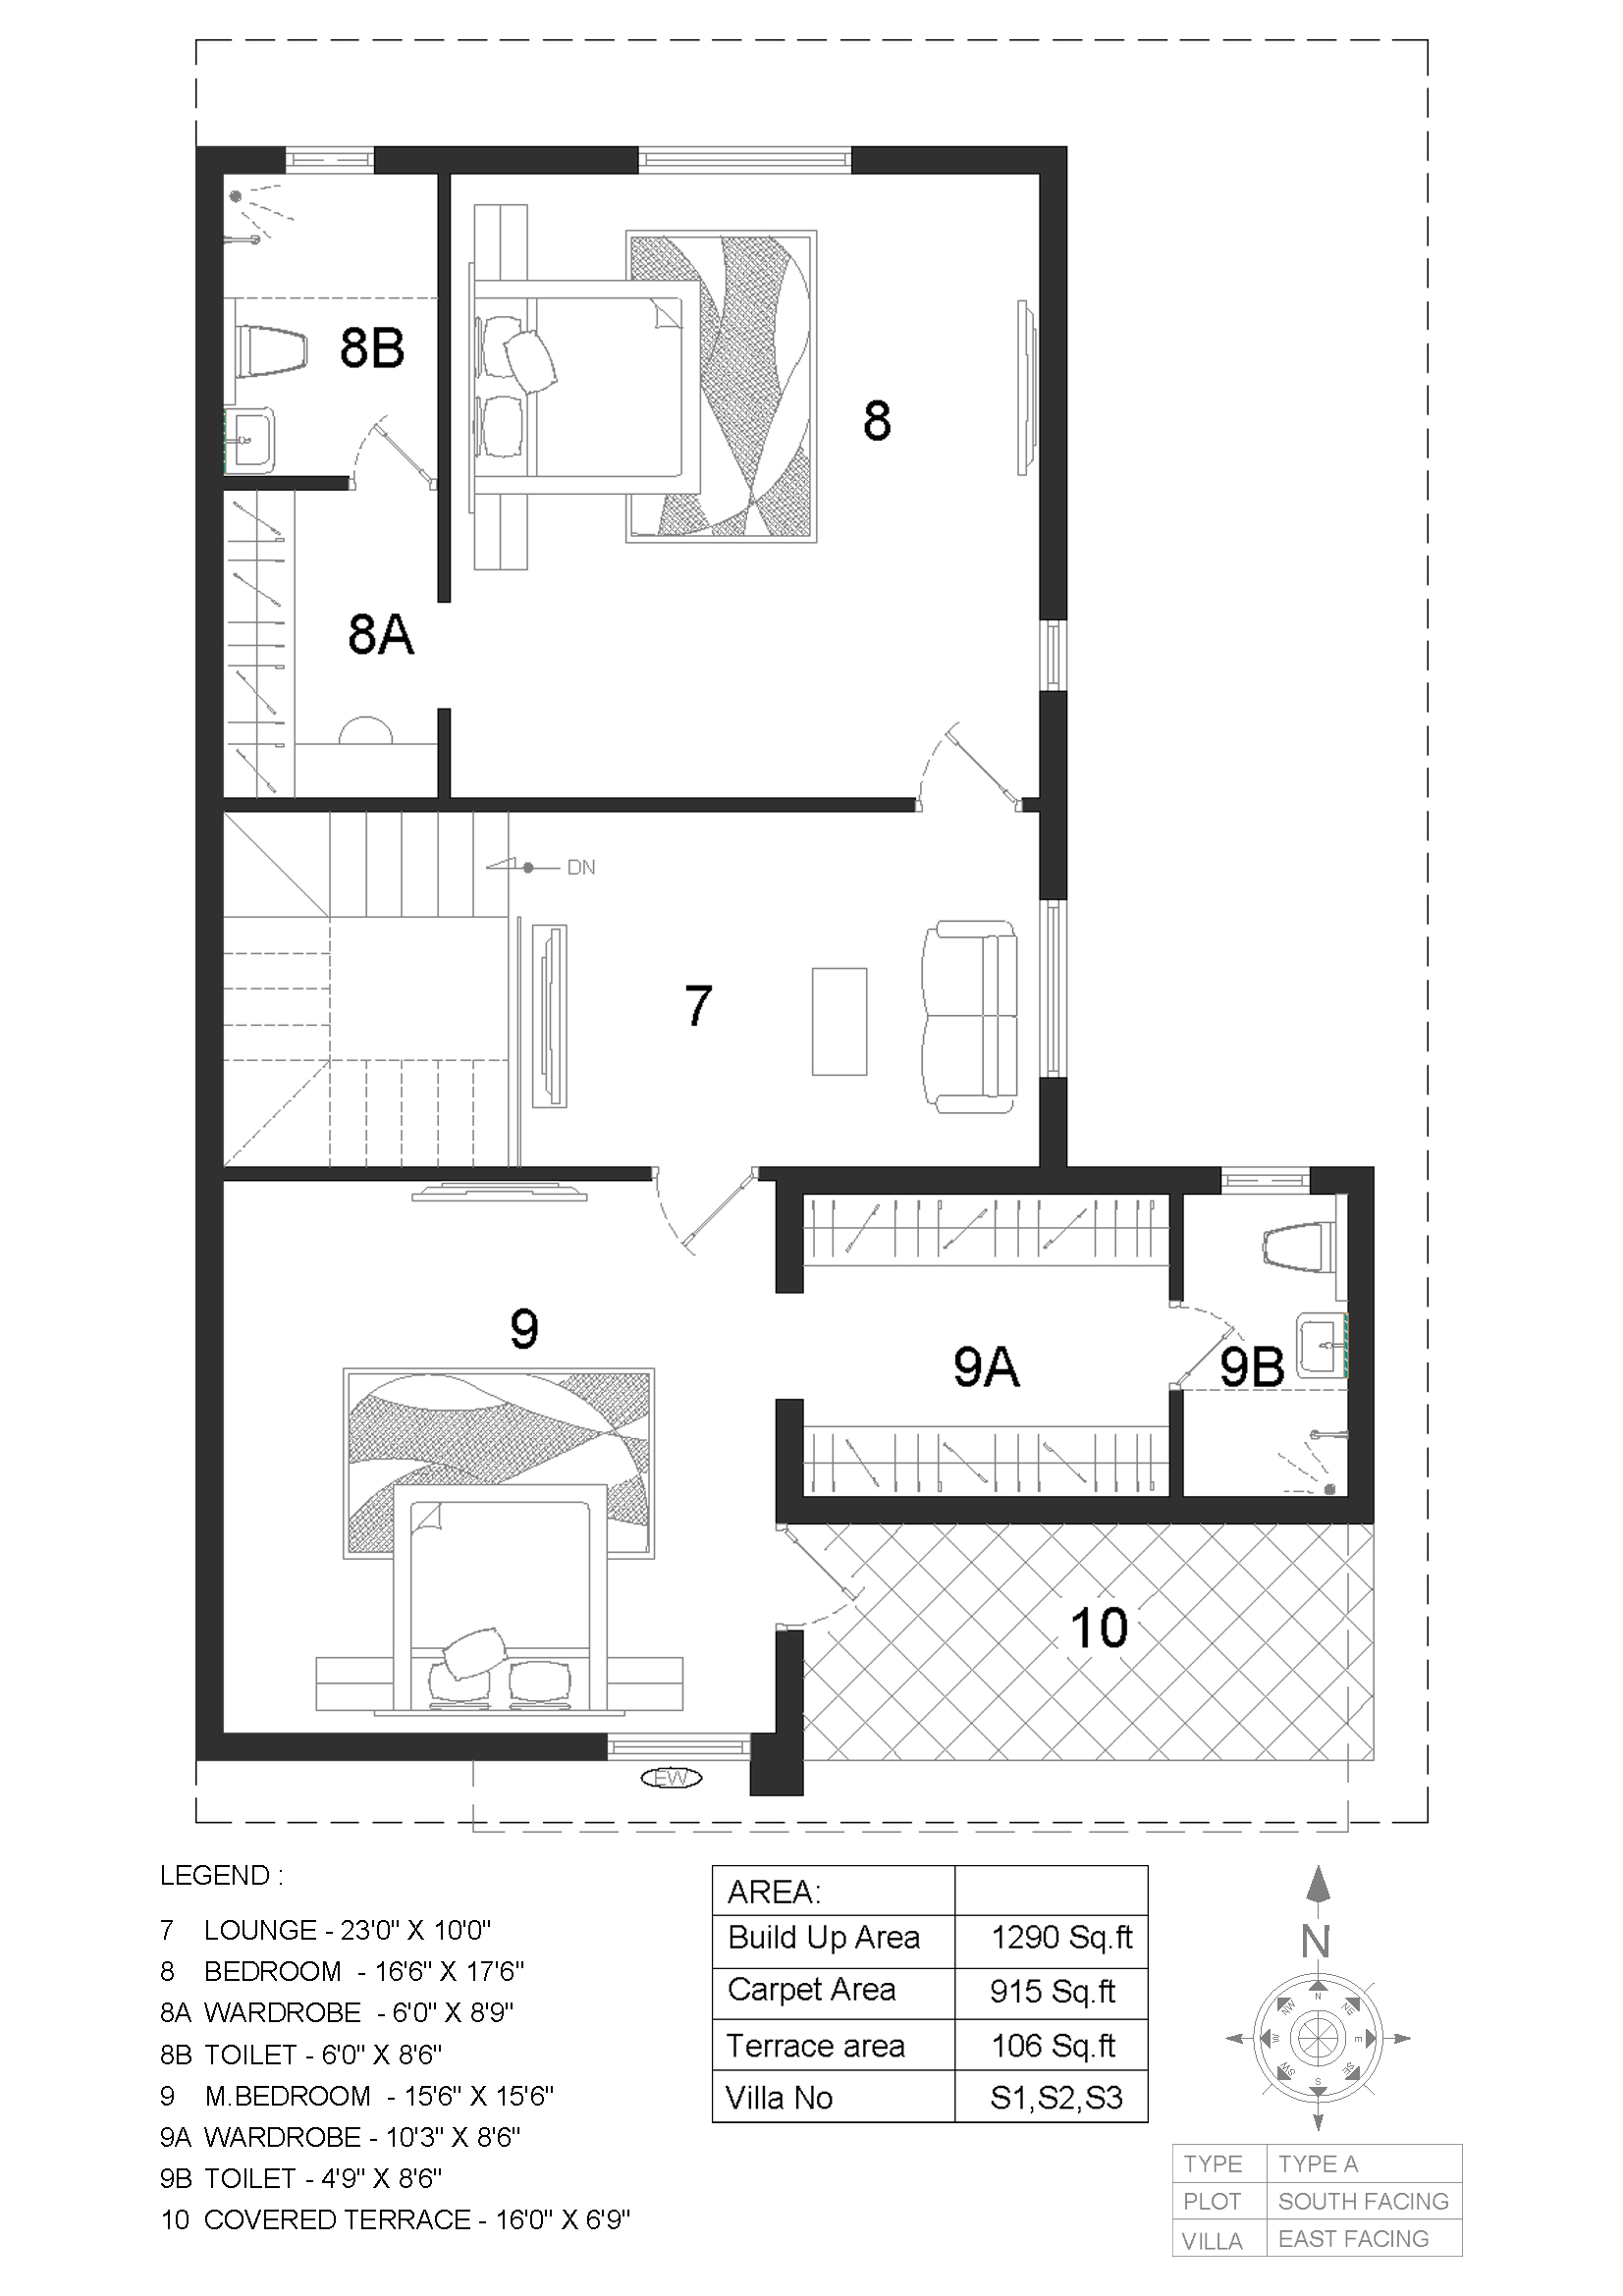 8B
8
8A
DN
7
9
9A
9B
10
EW
LEGEND :
7 LOUNGE - 23'0" X 10'0"
8 BEDROOM - 16'6" X 17'6"
8A WARDROBE - 6'0" X 8'9"
8B TOILET - 6'0" X 8'6"
9 M.BEDROOM - 15'6" X 15'6"
9A WARDROBE - 10'3" X 8'6"
9B TOILET - 4'9" X 8'6"
10 COVERED TERRACE - 16'0" X 6'9"
AREA:
Build Up Area 1290 Sq.ft
Carpet Area 915 Sq.ft
Terrace area 106 Sq.ft
Villa No S1,S2,S3
N
N
NW NE
W E
SW SE
S
TYPE TYPE A
PLOT SOUTH FACING
VILLA EAST FACING